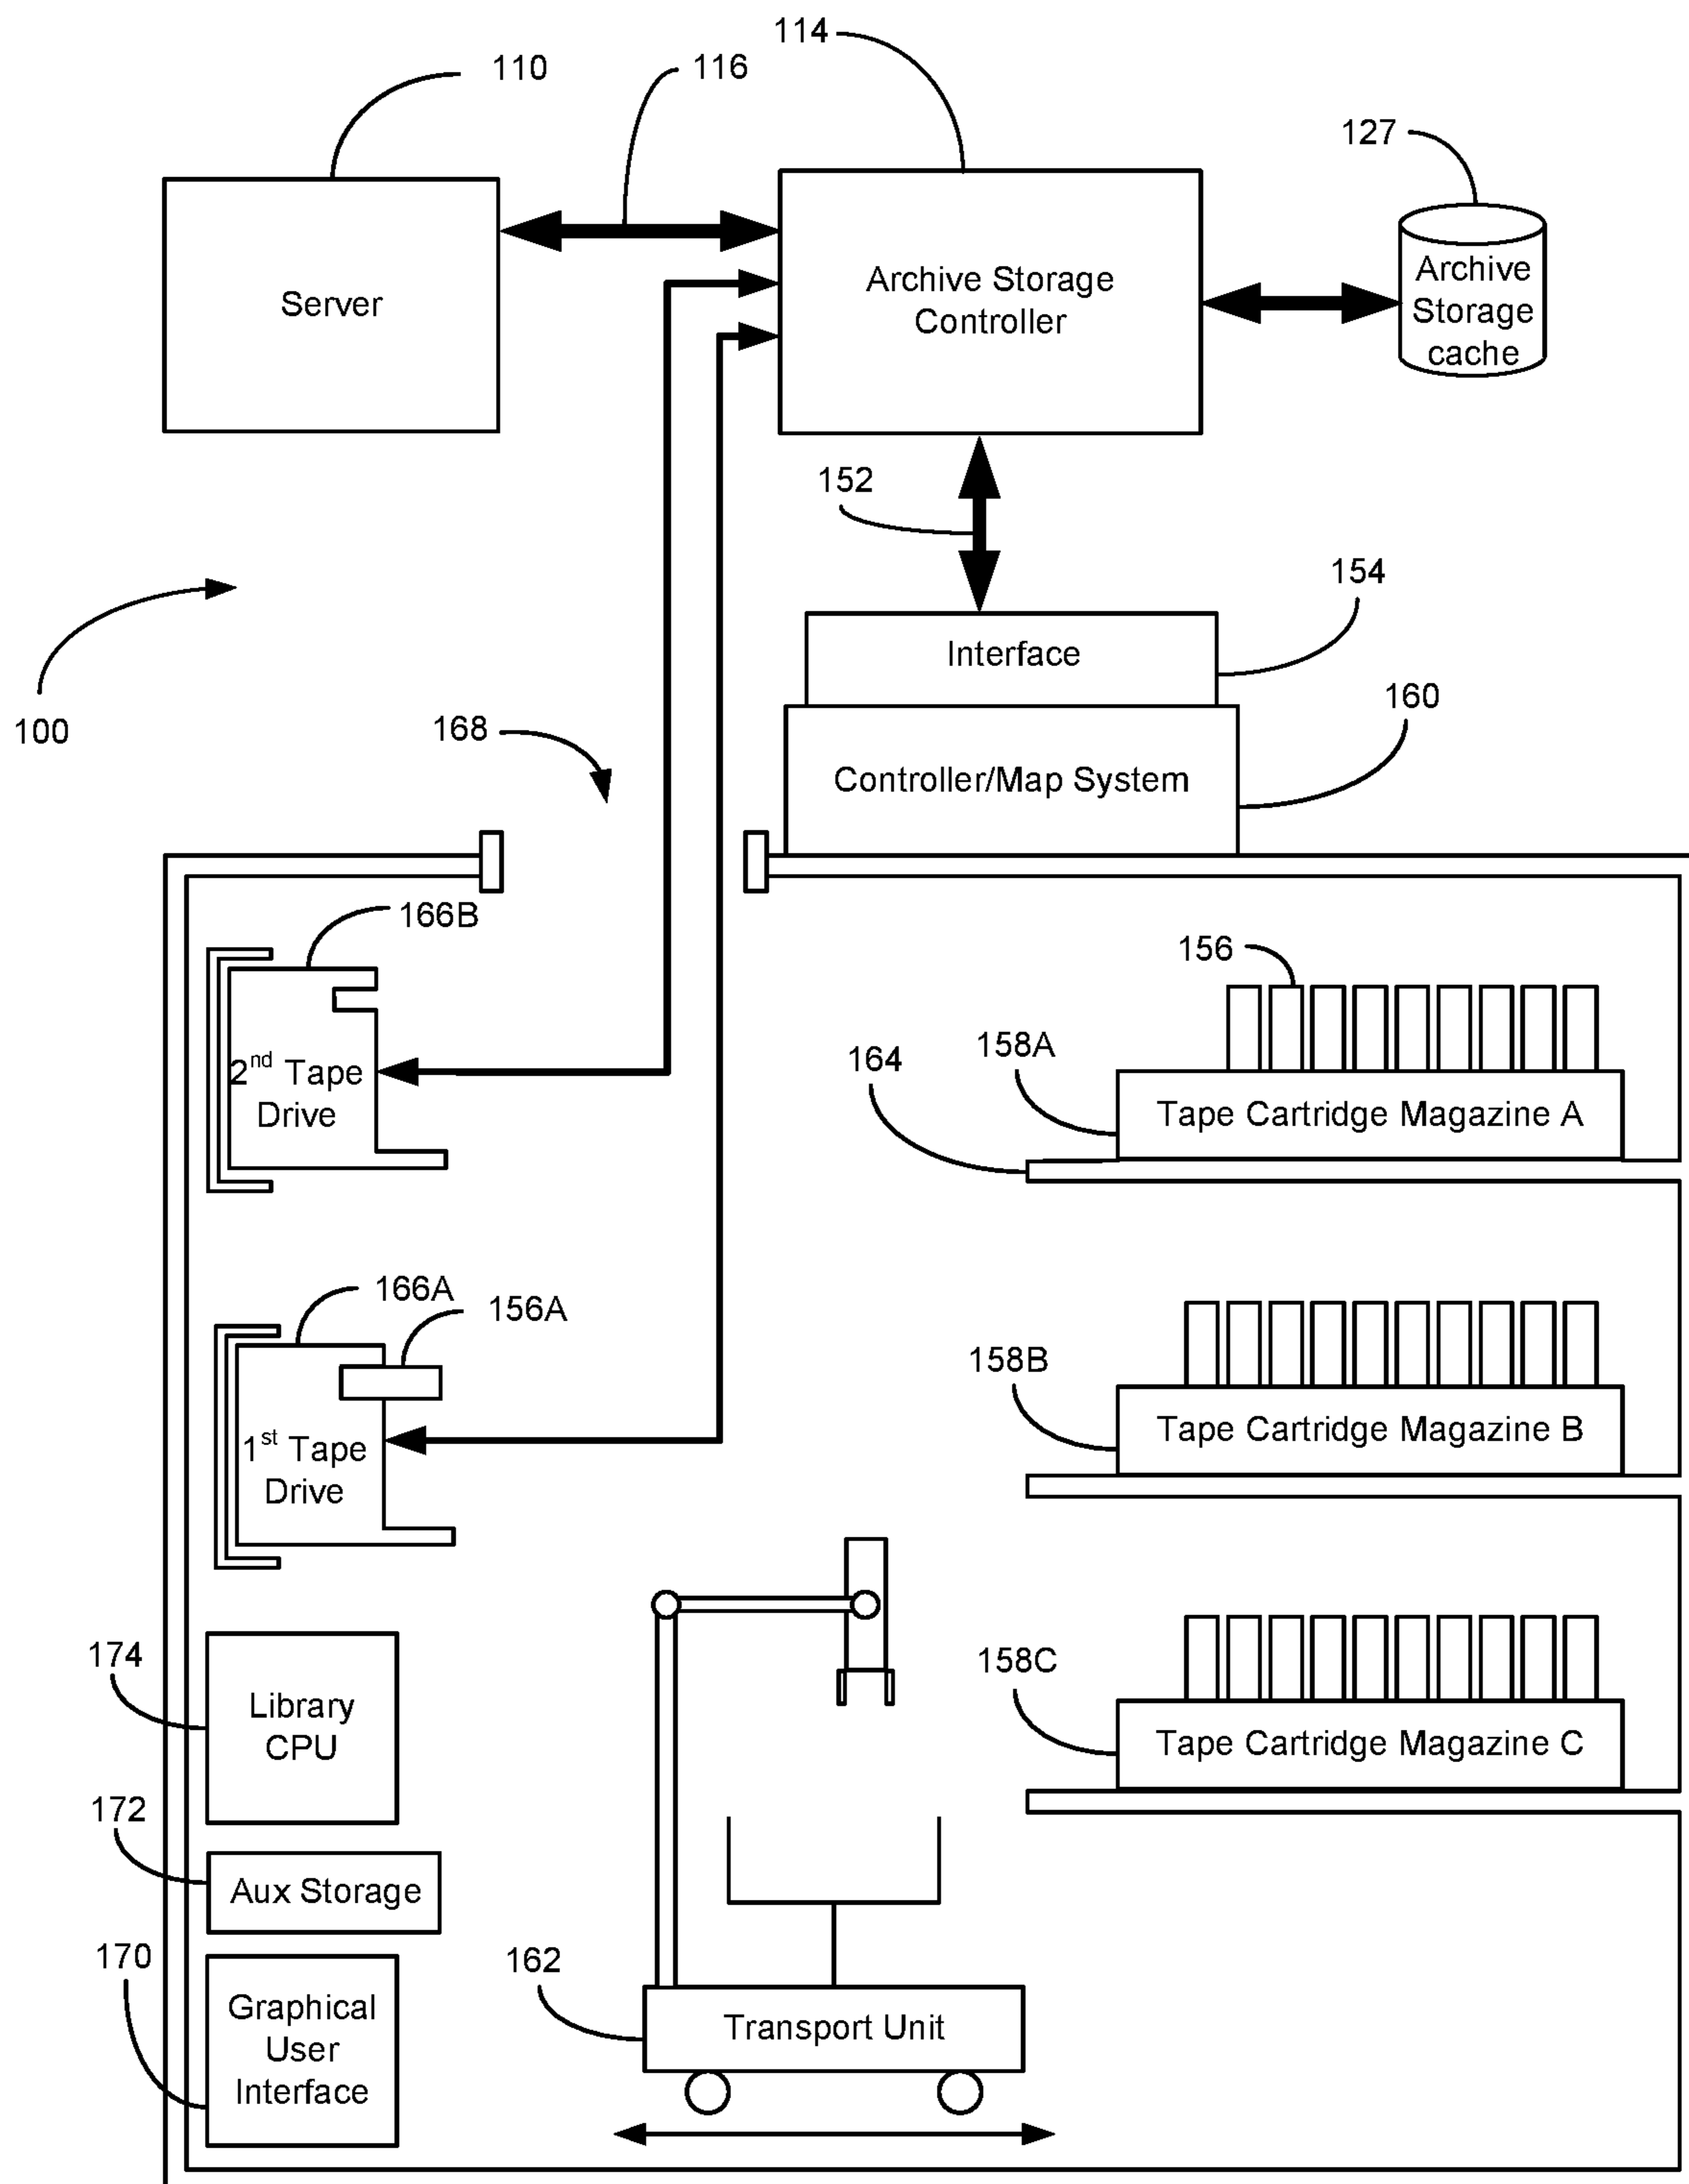 114
116
110
127
Server
Archive Storage
Controller
Archive
Storage
cache
152
154
Interface
160
100
168
Controller/Map System
166B
156
164
158A
2nd Tape
Drive
Tape Cartridge Magazine A
166A
156A
158B
1st Tape
Drive
Tape Cartridge Magazine B
174
158C
Library
CPU
Tape Cartridge Magazine C
172
Aux Storage
170
162
Graphical
User
Interface
Transport Unit